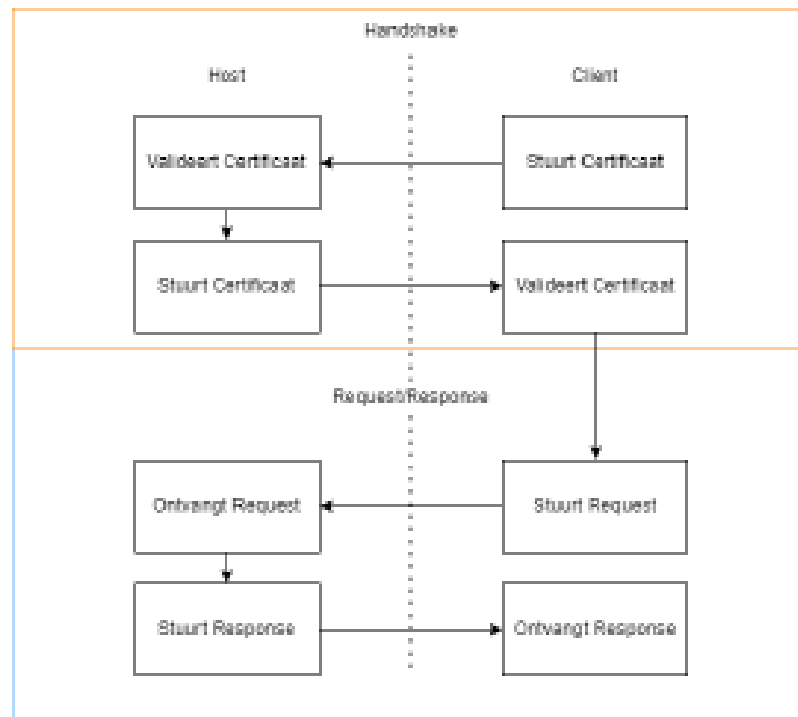 Handshake
Host
Client
Valideert Certificaat
Stuurt Certificaat
Stuurt Certificaat
Valideert Certificaat
Request/Response
Ontvangt Request
Stuurt Request
Stuurt Response
Ontvangt Response